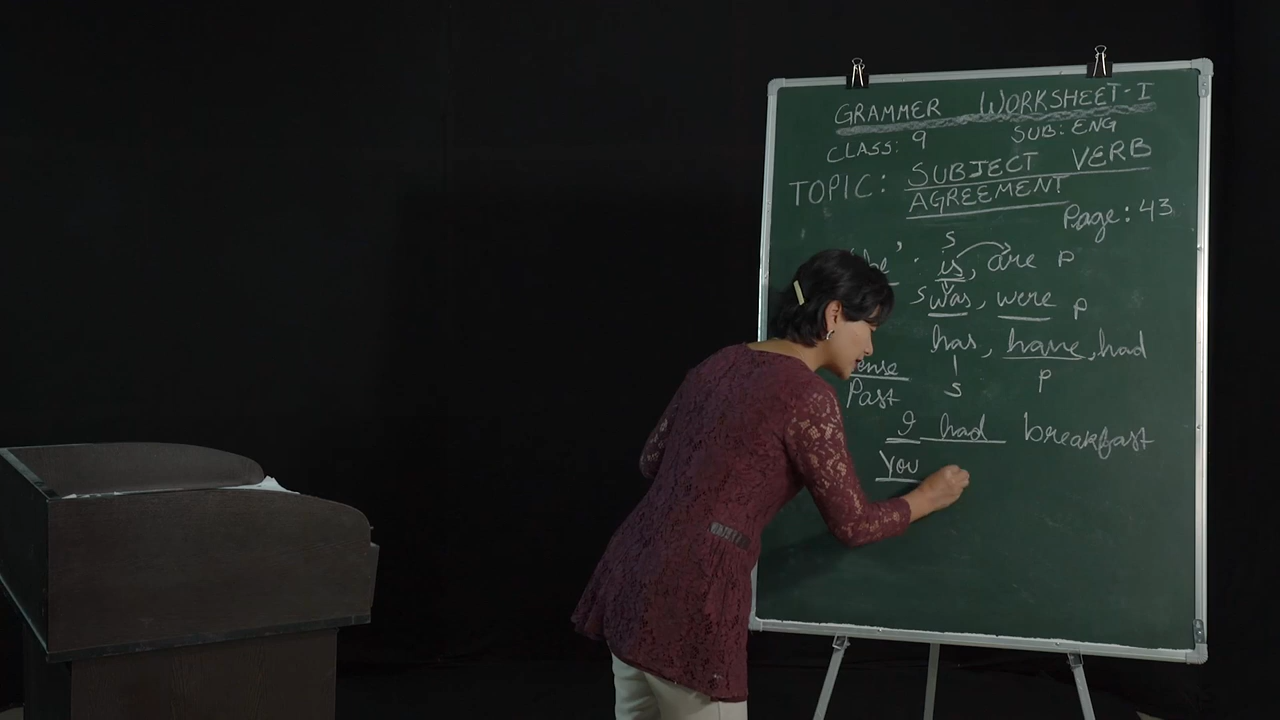 GRAMMER WORKSHEET-I
CLASS: 9 SUB: ENG
TOPIC: SUBJECT VERB
AGREEMENT
Page: 43
s
is, are p
s was, were p
has, have, had
s p
Past
I had breakfast
You